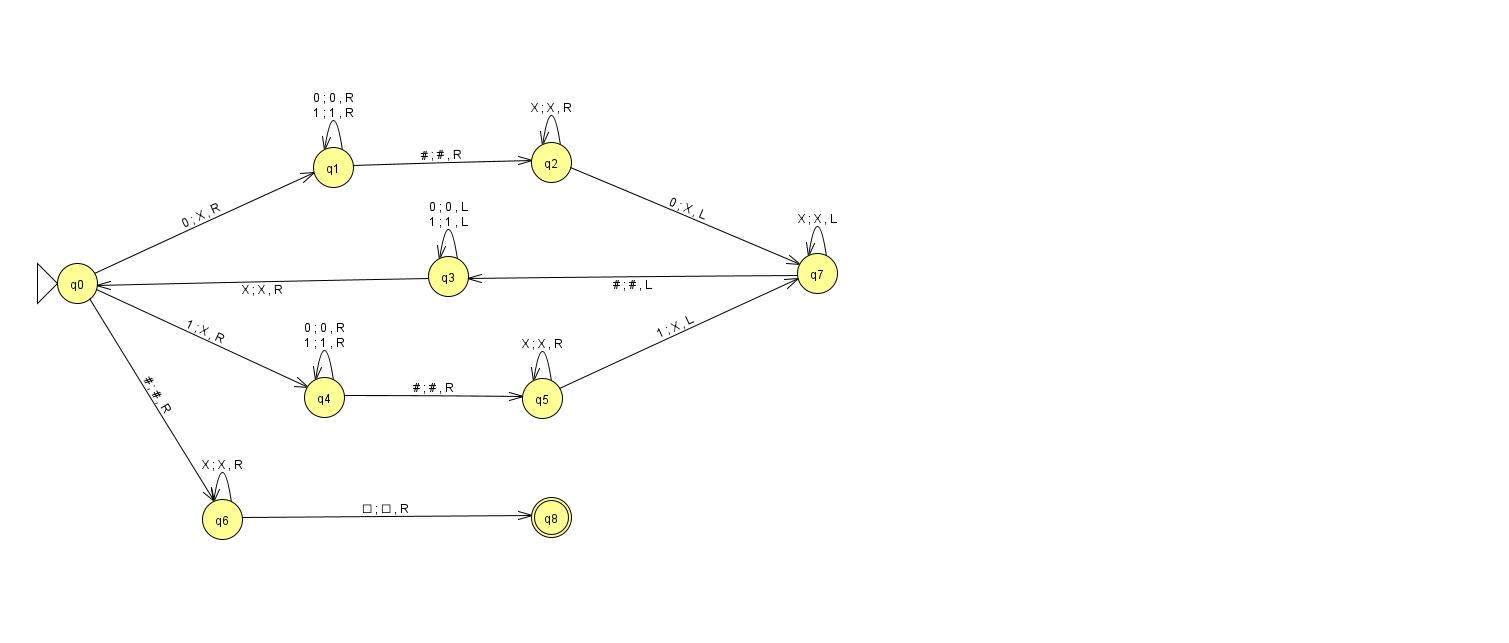 0 ; 0 , R
1 ; 1 , R
X ; X , R
q1
# ; # , R
q2
0 ; X , R
0 ; X , L
0 ; 0 , L
1 ; 1 , L
X ; X , L
q0
q3
q7
X ; X , R
# ; # , L
1 ; X , R
0 ; 0 , R
1 ; 1 , R
X ; X , R
1 ; X , L
# ; # , R
q4
# ; # , R
q5
X ; X , R
q6
□ ; □ , R
q8